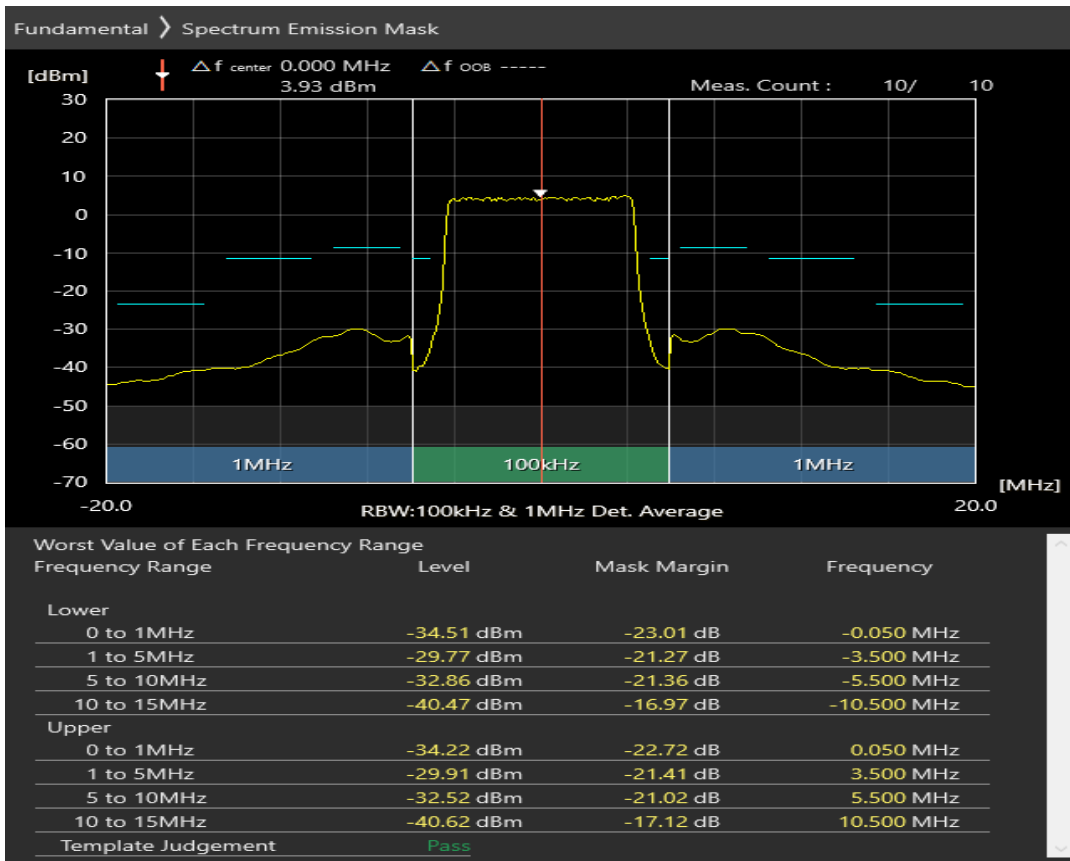 Fundamental ❯ Spectrum Emission Mask
[dBm] △f center 0.000 MHz △f OOB -----
3.93 dBm Meas. Count : 10/ 10
30
20
10
0
-10
-20
-30
-40
-50
-60
1MHz 100kHz 1MHz
-70
[MHz]
-20.0 RBW:100kHz & 1MHz Det. Average 20.0
Worst Value of Each Frequency Range
Frequency Range Level Mask Margin Frequency
Lower
0 to 1MHz -34.51 dBm -23.01 dB -0.050 MHz
1 to 5MHz -29.77 dBm -21.27 dB -3.500 MHz
5 to 10MHz -32.86 dBm -21.36 dB -5.500 MHz
10 to 15MHz -40.47 dBm -16.97 dB -10.500 MHz
Upper
0 to 1MHz -34.22 dBm -22.72 dB 0.050 MHz
1 to 5MHz -29.91 dBm -21.41 dB 3.500 MHz
5 to 10MHz -32.52 dBm -21.02 dB 5.500 MHz
10 to 15MHz -40.62 dBm -17.12 dB 10.500 MHz
Template Judgement Pass